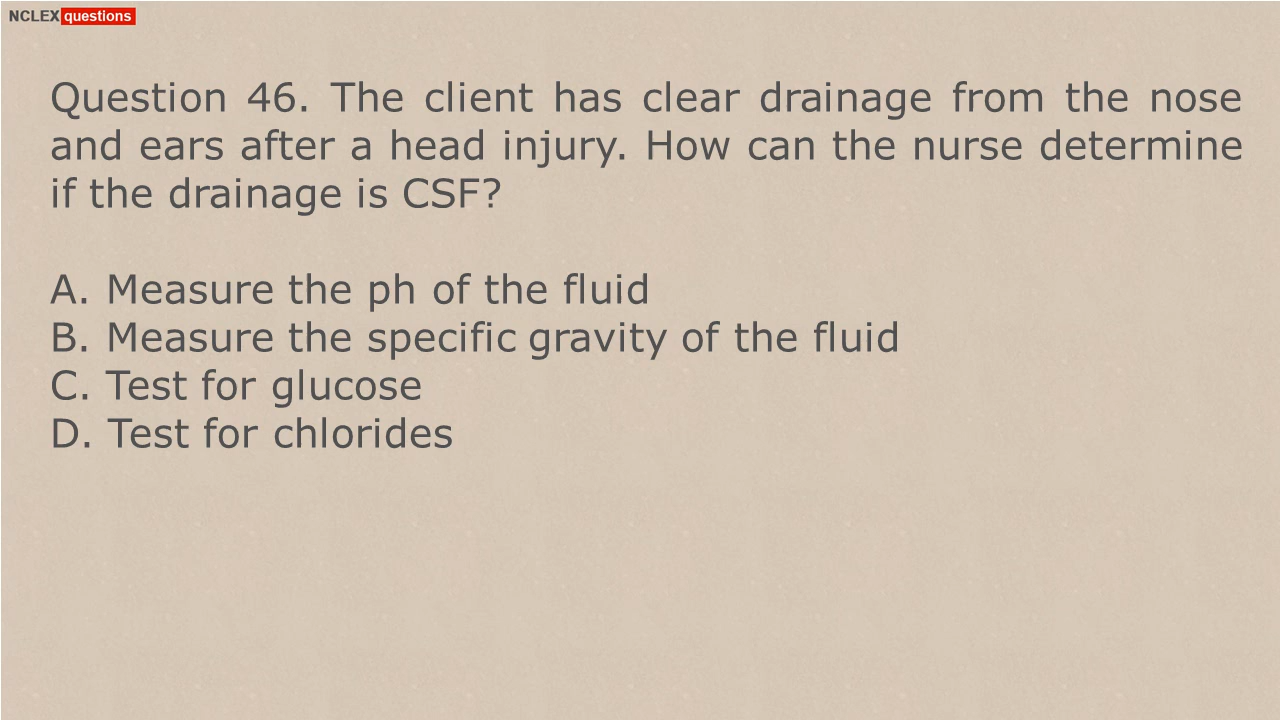 NCLEX questions
Question 46. The client has clear drainage from the nose
and ears after a head injury. How can the nurse determine
if the drainage is CSF?
A. Measure the ph of the fluid
B. Measure the specific gravity of the fluid
C. Test for glucose
D. Test for chlorides